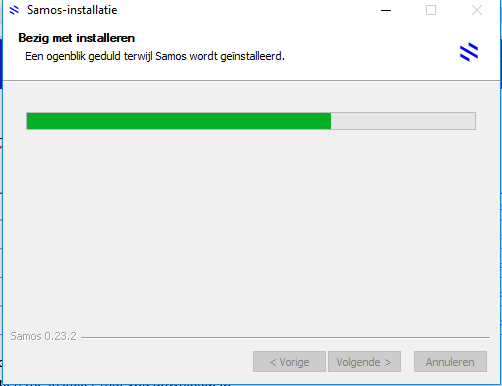 Samos-installatie
Bezig met installeren
Een ogenblik geduld terwijl Samos wordt geïnstalleerd.
Samos 0.23.2
< Vorige
Volgende >
Annuleren